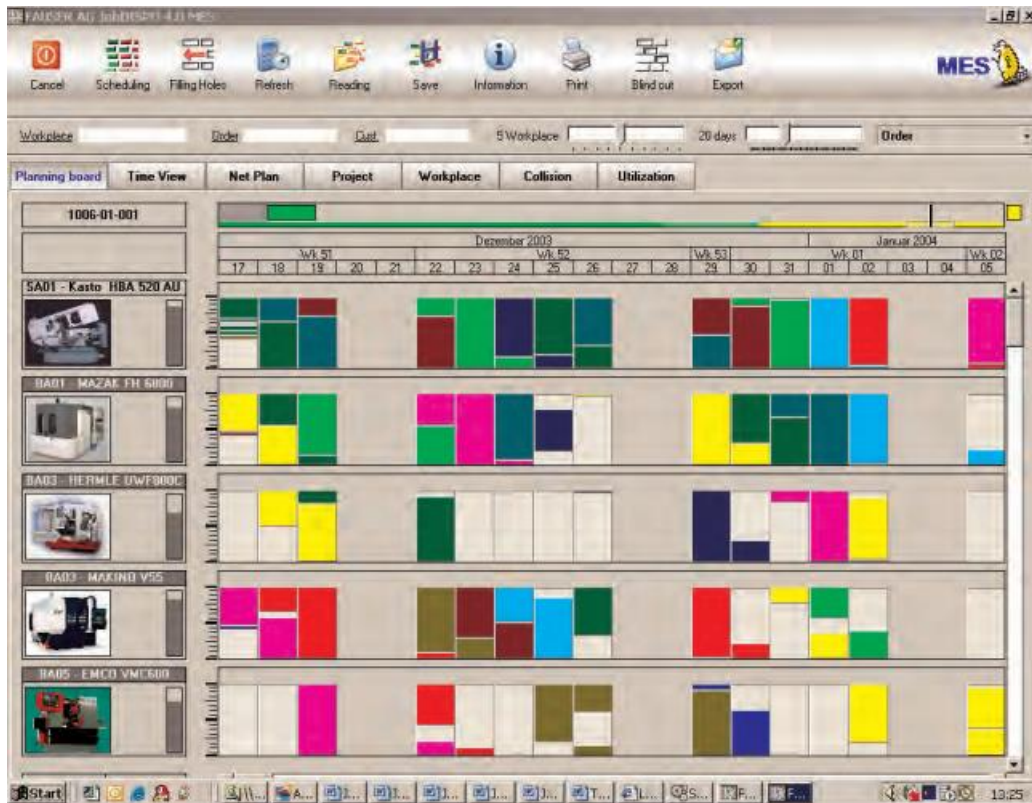 FAUSER AG JobDISPO 4.0 MES
Cancel Scheduling Filing Holes Refresh Reading Save Information Print Blind out Export
MES
Workplace Order Cust. 5 Workplace 20 days Order
Planning board Time View Net Plan Project Workplace Collision Utilization
1006-01-001
Dezember 2003 Januar 2004
Wk 51 Wk 52 Wk 53 Wk 01 Wk 02
17 18 19 20 21 22 23 24 25 26 27 28 29 30 31 01 02 03 04 05
SA01 - Kasto HBA 520 AU
BA01 - MAZAK FH 6800
BA03 - HERMLE UWF800C
BA03 - MAKINO V55
BA05 - EMCO VMC600
Start \\... A... J... J... J... J... T... L... S... F... F... 13:25